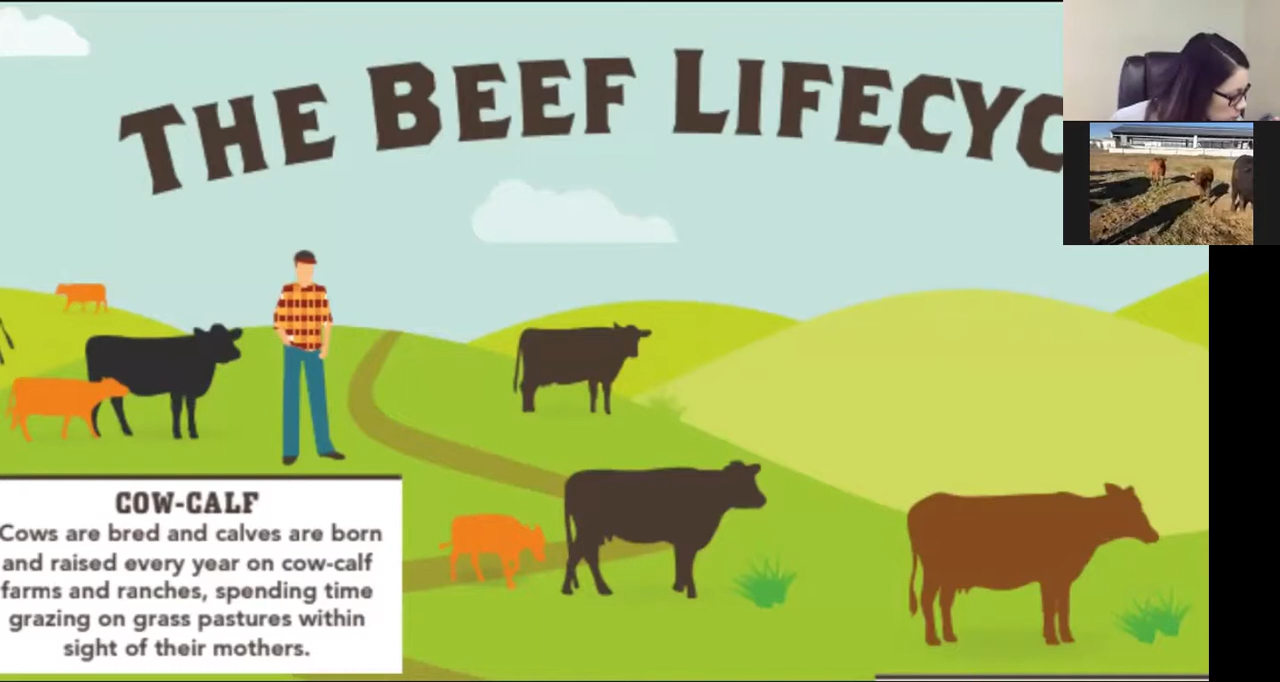 THE BEEF LIFECYC
COW-CALF
Cows are bred and calves are born
and raised every year on cow-calf
farms and ranches, spending time
grazing on grass pastures within
sight of their mothers.